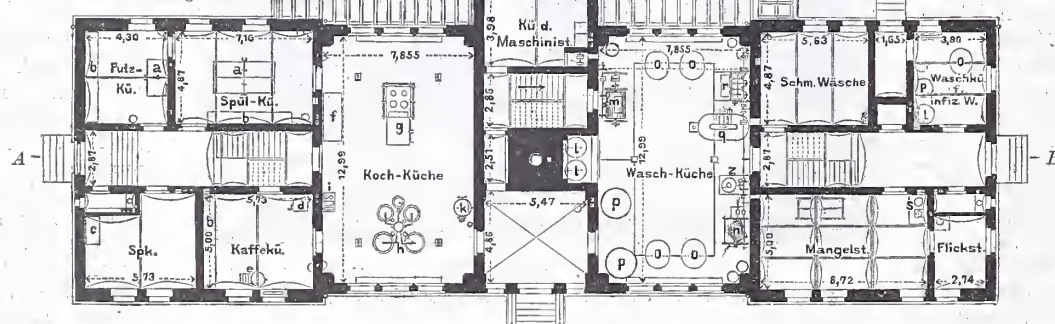 4,30
7,10
7,855
3,98
Kü. d.
Maschinist.
7,855
5,63
1,65
3,80
b
Putz-
a
4,87
a
Kü.
Spül-Kü.
b
f
g
2,86
m
o
o
r
q
4,87
Schm. Wäsche
o
p
Waschkü.
f.
infiz. W.
l
A
2,87
12,99
Koch-Küche
2,51
l
l
12,99
Wasch-Küche
2,87
c
5,73
d
k
5,47
p
n
S
Spk.
5,00
Kaffekü.
h
4,86
p
o
o
5,00
Mangelst.
Flickst.
e
5,73
8,72
2,74